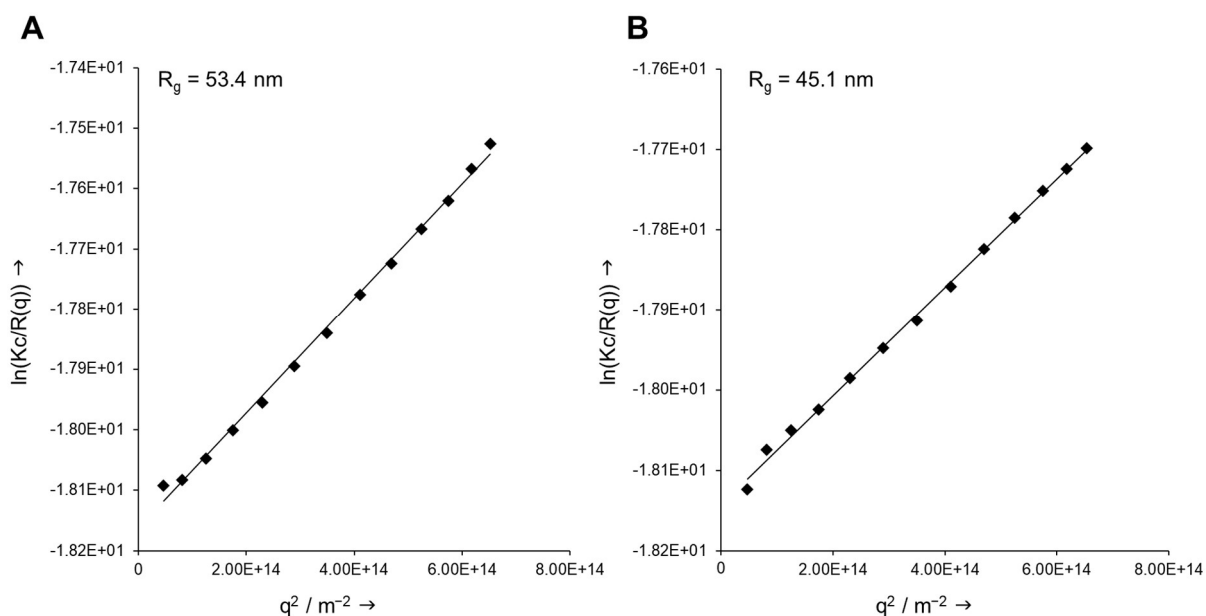 A
R_g = 53.4 nm
ln(Kc/R(q)) →
-1.74E+01
-1.75E+01
-1.76E+01
-1.77E+01
-1.78E+01
-1.79E+01
-1.80E+01
-1.81E+01
-1.82E+01
0
2.00E+14
4.00E+14
6.00E+14
8.00E+14
q² / m⁻² →
B
R_g = 45.1 nm
ln(Kc/R(q)) →
-1.76E+01
-1.77E+01
-1.78E+01
-1.79E+01
-1.80E+01
-1.81E+01
-1.82E+01
0
2.00E+14
4.00E+14
6.00E+14
8.00E+14
q² / m⁻² →